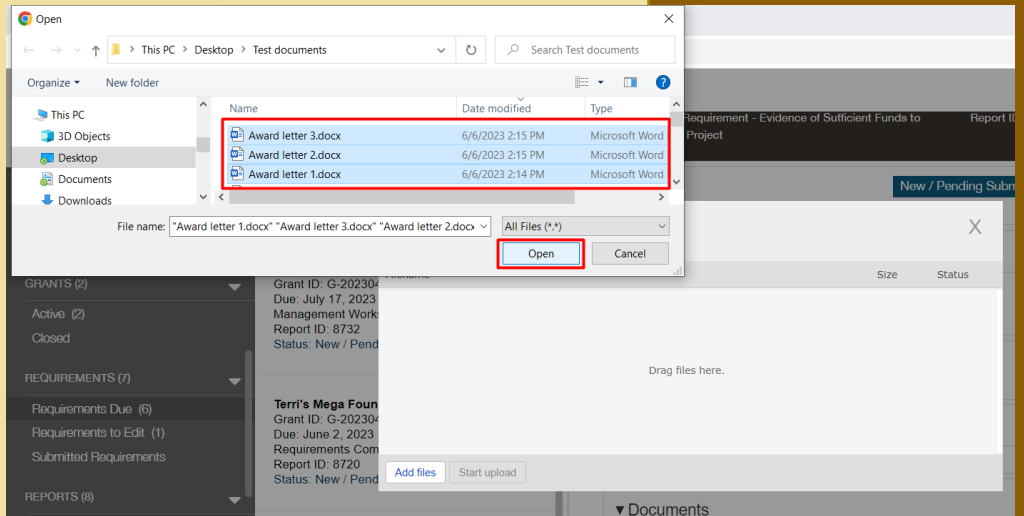 Open
This PC > Desktop > Test documents
Search Test documents
Organize
New folder
Name
Date modified
Type
This PC
3D Objects
Desktop
Documents
Downloads
Award letter 3.docx 6/6/2023 2:15 PM Microsoft Word
Award letter 2.docx 6/6/2023 2:15 PM Microsoft Word
Award letter 1.docx 6/6/2023 2:14 PM Microsoft Word
File name: "Award letter 1.docx" "Award letter 3.docx" "Award letter 2.docx
All Files (*.*)
Open
Cancel
Requirement - Evidence of Sufficient Funds to
Project
Report ID
New / Pending Subm
X
Filename
Size
Status
Drag files here.
Add files
Start upload
GRANTS (2)
Active (2)
Closed
REQUIREMENTS (7)
Requirements Due (6)
Requirements to Edit (1)
Submitted Requirements
REPORTS (8)
Grant ID: G-202304
Due: July 17, 2023
Management Works
Report ID: 8732
Status: New / Pend
Terri's Mega Foun
Grant ID: G-202304
Due: June 2, 2023
Requirements Com
Report ID: 8720
Status: New / Pend
Documents